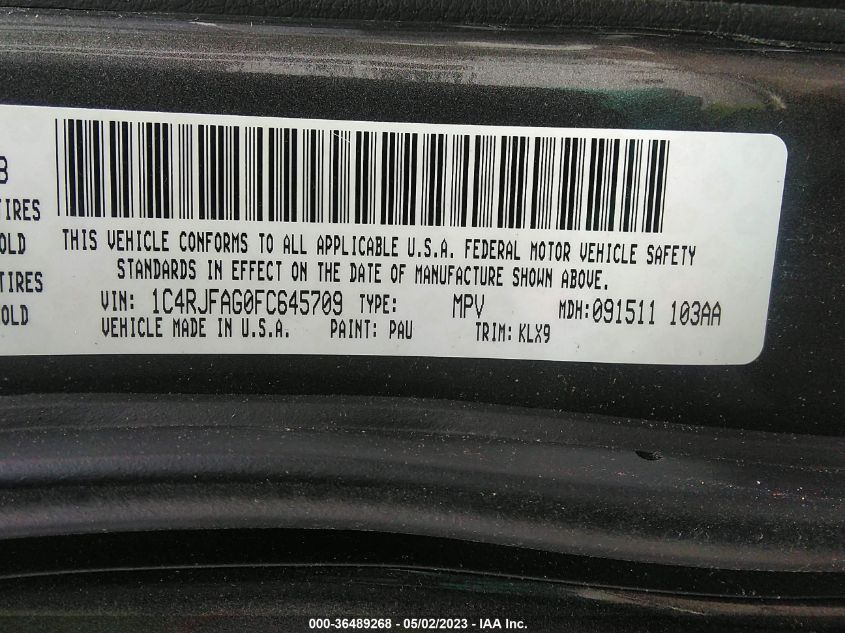 8
TIRES
THIS VEHICLE CONFORMS TO ALL APPLICABLE U.S.A. FEDERAL MOTOR VEHICLE SAFETY
OLD
STANDARDS IN EFFECT ON THE DATE OF MANUFACTURE SHOWN ABOVE.
TIRES
VIN: 1C4RJFAG0FC645709 TYPE: MPV MDH:091511 103AA
OLD
VEHICLE MADE IN U.S.A. PAINT: PAU TRIM: KLX9
000-36489268 - 05/02/2023 - IAA Inc.